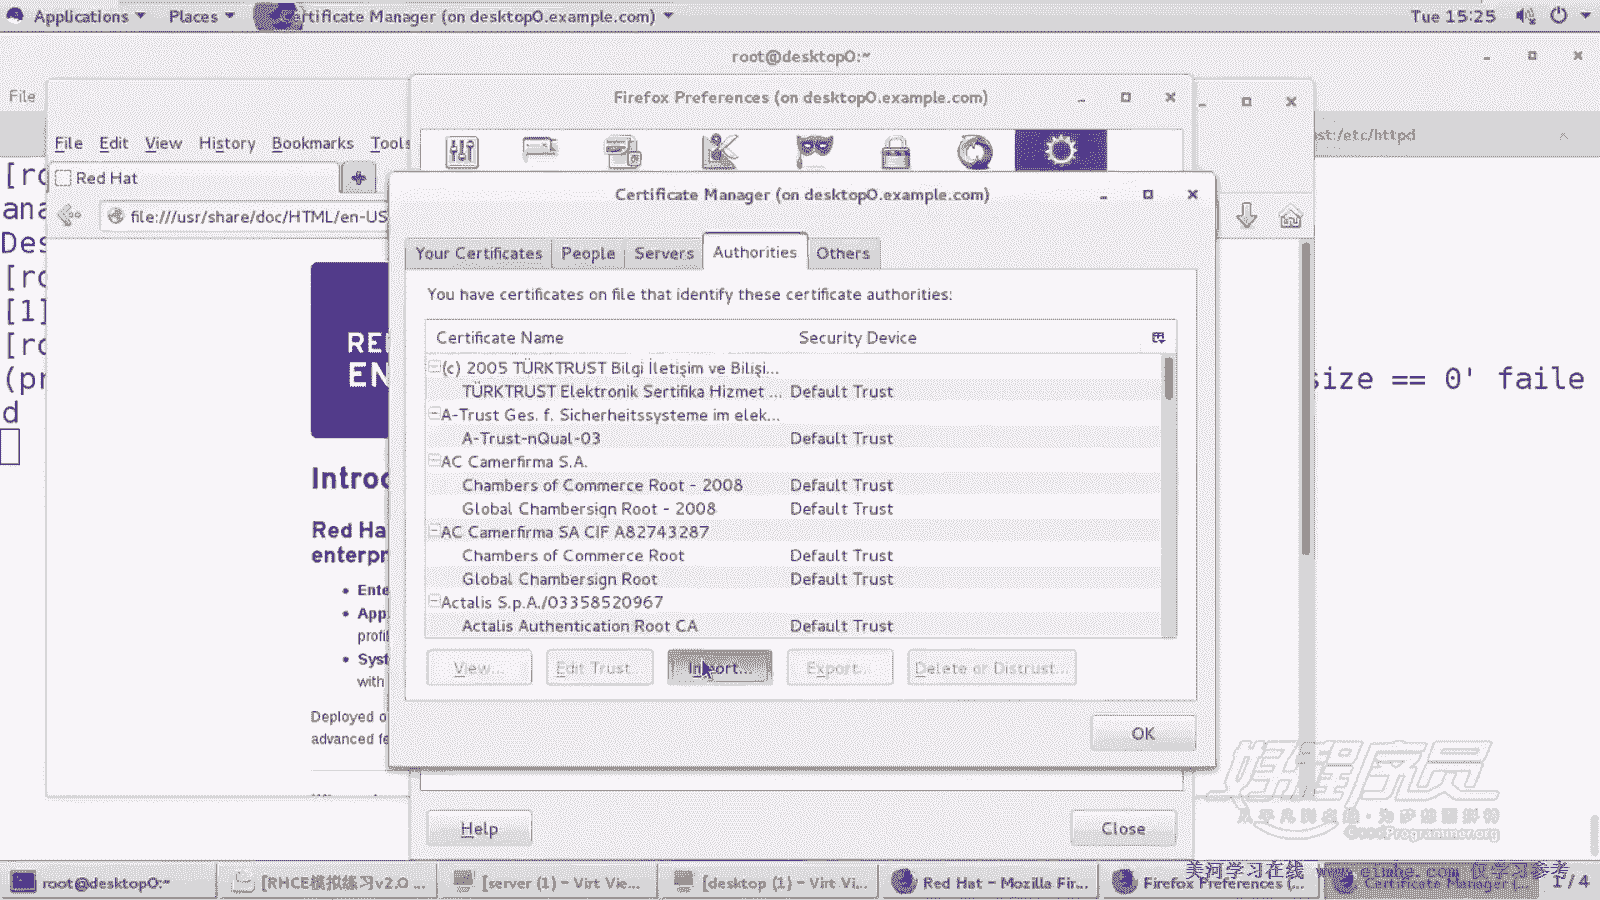 Applications Places Certificate Manager (on desktop0.example.com) Tue 15:25
root@desktop0:~
File
Firefox Preferences (on desktop0.example.com)
File Edit View History Bookmarks Tools
Red Hat
file:///usr/share/doc/HTML/en-US
Certificate Manager (on desktop0.example.com)
st:/etc/httpd
Your Certificates People Servers Authorities Others
You have certificates on file that identify these certificate authorities:
Certificate Name Security Device
(c) 2005 TÜRKTRUST Bilgi İletişim ve Bilişi...
TÜRKTRUST Elektronik Sertifika Hizmet ... Default Trust
A-Trust Ges. f. Sicherheitssysteme im elek...
A-Trust-nQual-03 Default Trust
AC Camerfirma S.A.
Chambers of Commerce Root - 2008 Default Trust
Global Chambersign Root - 2008 Default Trust
AC Camerfirma SA CIF A82743287
Chambers of Commerce Root Default Trust
Global Chambersign Root Default Trust
Actalis S.p.A./03358520967
Actalis Authentication Root CA Default Trust
View... Edit Trust... Import... Export... Delete or Distrust...
OK
Help Close
[ro
ana
Des
[ro
[1]
[ro
(pr
size == 0' faile
d
RE
EN
Introd
Red Ha
enterpr
Ente
App
profil
Syst
with
Deployed o
advanced fe
好程序员
GoodProgrammer.org
root@desktop0:~ [RHCE模拟练习v2.0 ... [server (1) – Virt Vie... [desktop (1) – Virt Vi... Red Hat – Mozilla Fir... Firefox Preferences (... Certificate Manager (... 1 / 4
美河学习在线 www.eimhe.com 仅学习参考